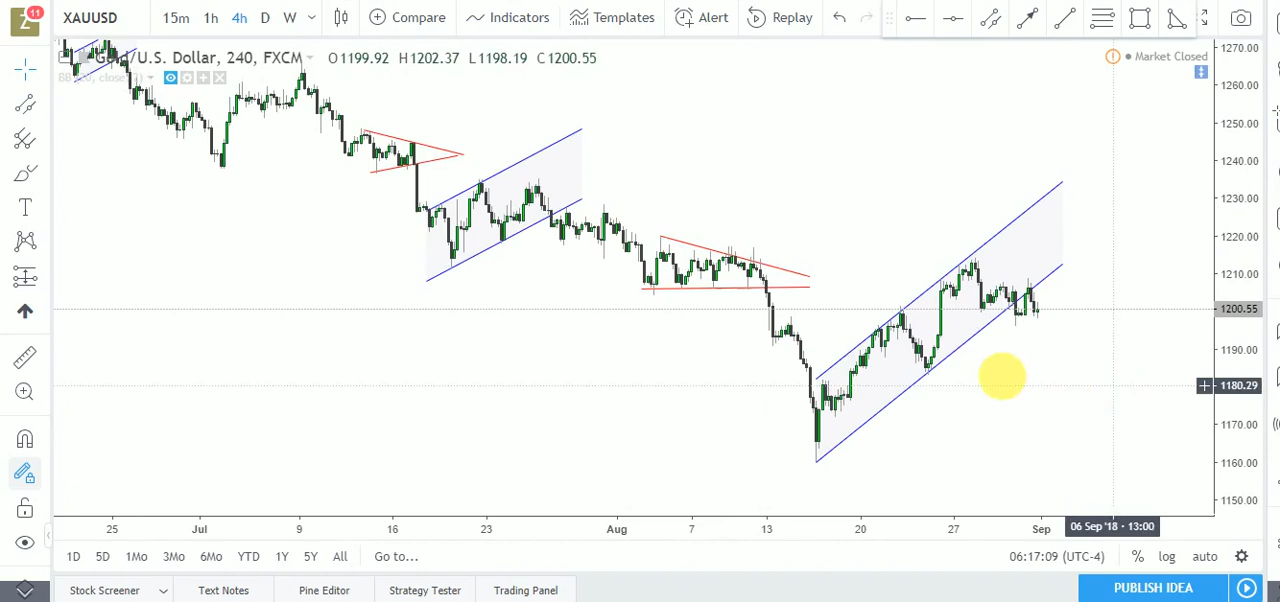 Z 11 XAUUSD 15m 1h 4h D W Compare Indicators Templates Alert Replay
Gold/U.S. Dollar, 240, FXCM O1199.92 H1202.37 L1198.19 C1200.55
Market Closed
BB (20, close, 2)
1270.00
1260.00
1250.00
1240.00
1230.00
1220.00
1210.00
1200.55
1190.00
1180.29
1170.00
1160.00
1150.00
25 Jul 9 16 23 Aug 7 13 20 27 Sep 06 Sep '18 - 13:00
1D 5D 1Mo 3Mo 6Mo YTD 1Y 5Y All Go to... 06:17:09 (UTC-4) % log auto
Stock Screener Text Notes Pine Editor Strategy Tester Trading Panel PUBLISH IDEA